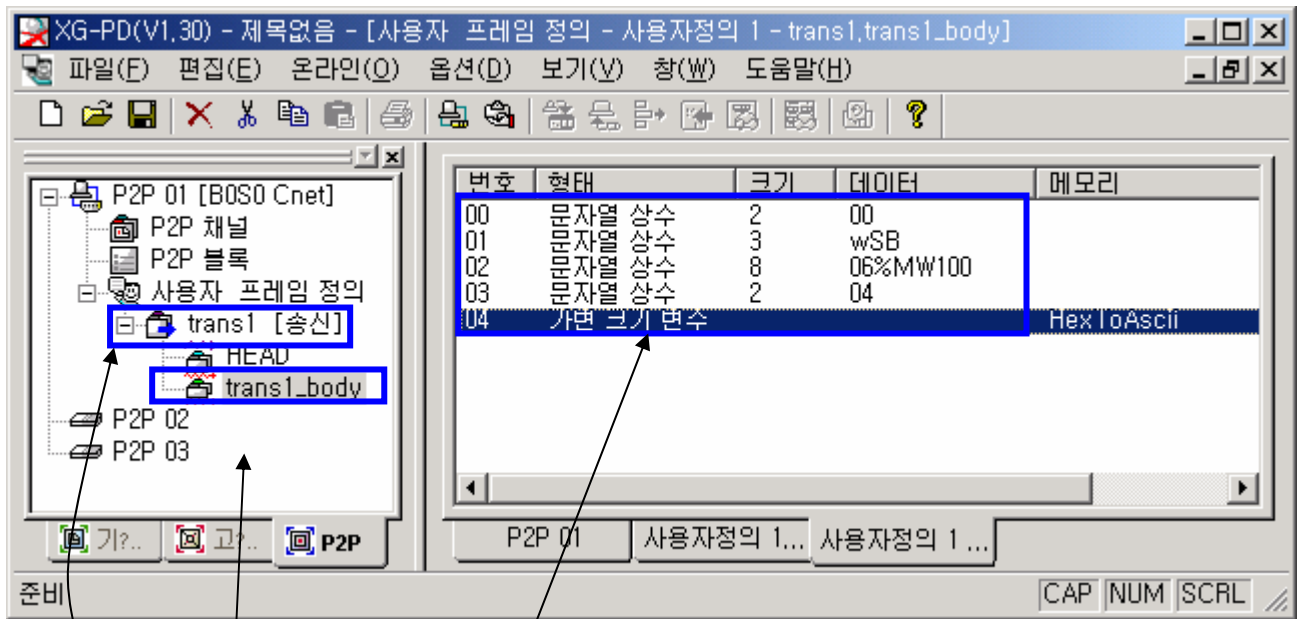 XG-PD(V1,30) - 제목없음 - [사용자 프레임 정의 - 사용자정의 1 - trans1,trans1_body]
파일(F) 편집(E) 온라인(O) 옵션(D) 보기(V) 창(W) 도움말(H)
P2P 01 [B0S0 Cnet]
P2P 채널
P2P 블록
사용자 프레임 정의
trans1 [송신]
HEAD
trans1_body
P2P 02
P2P 03
기?.. 고?.. P2P
번호 형태 크기 데이터 메모리
00 문자열 상수 2 00
01 문자열 상수 3 wSB
02 문자열 상수 8 06%MW100
03 문자열 상수 2 04
04 가변 크기 변수 HexToAscii
P2P 01 사용자정의 1... 사용자정의 1 ...
준비 CAP NUM SCRL